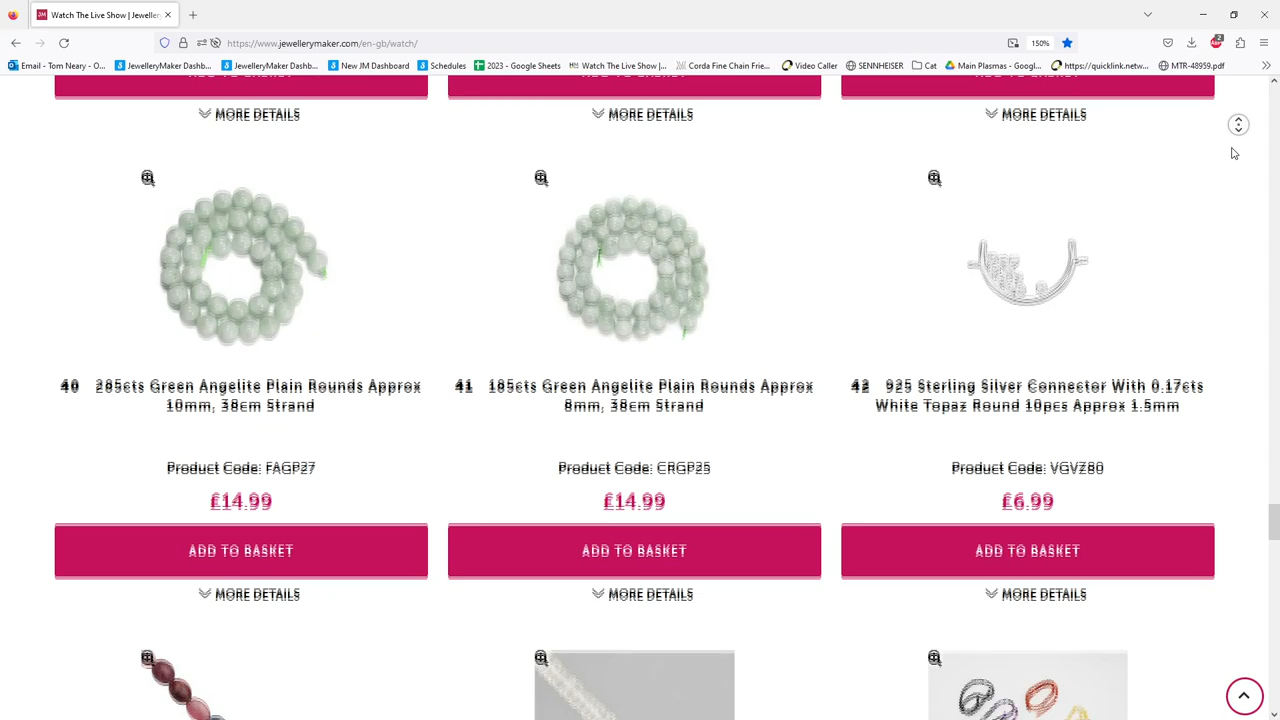 Watch The Live Show | Jeweller
https://www.jewellerymaker.com/en-gb/watch/
150%
2
Email - Tom Neary - O...
JewelleryMaker Dashb...
JewelleryMaker Dashb...
New JM Dashboard
Schedules
2023 - Google Sheets
Watch The Live Show |...
Corda Fine Chain Frie...
Video Caller
SENNHEISER
Cat
Main Plasmas - Googl...
https://quicklink.netw...
MTR-48959.pdf
MORE DETAILS
MORE DETAILS
MORE DETAILS
40 285cts Green Angelite Plain Rounds Approx
10mm, 38cm Strand
Product Code: FAGP27
£14.99
ADD TO BASKET
MORE DETAILS
41 185cts Green Angelite Plain Rounds Approx
8mm, 38cm Strand
Product Code: CRGP25
£14.99
ADD TO BASKET
MORE DETAILS
42 925 Sterling Silver Connector With 0.17cts
White Topaz Round 10pcs Approx 1.5mm
Product Code: VGVZ80
£6.99
ADD TO BASKET
MORE DETAILS